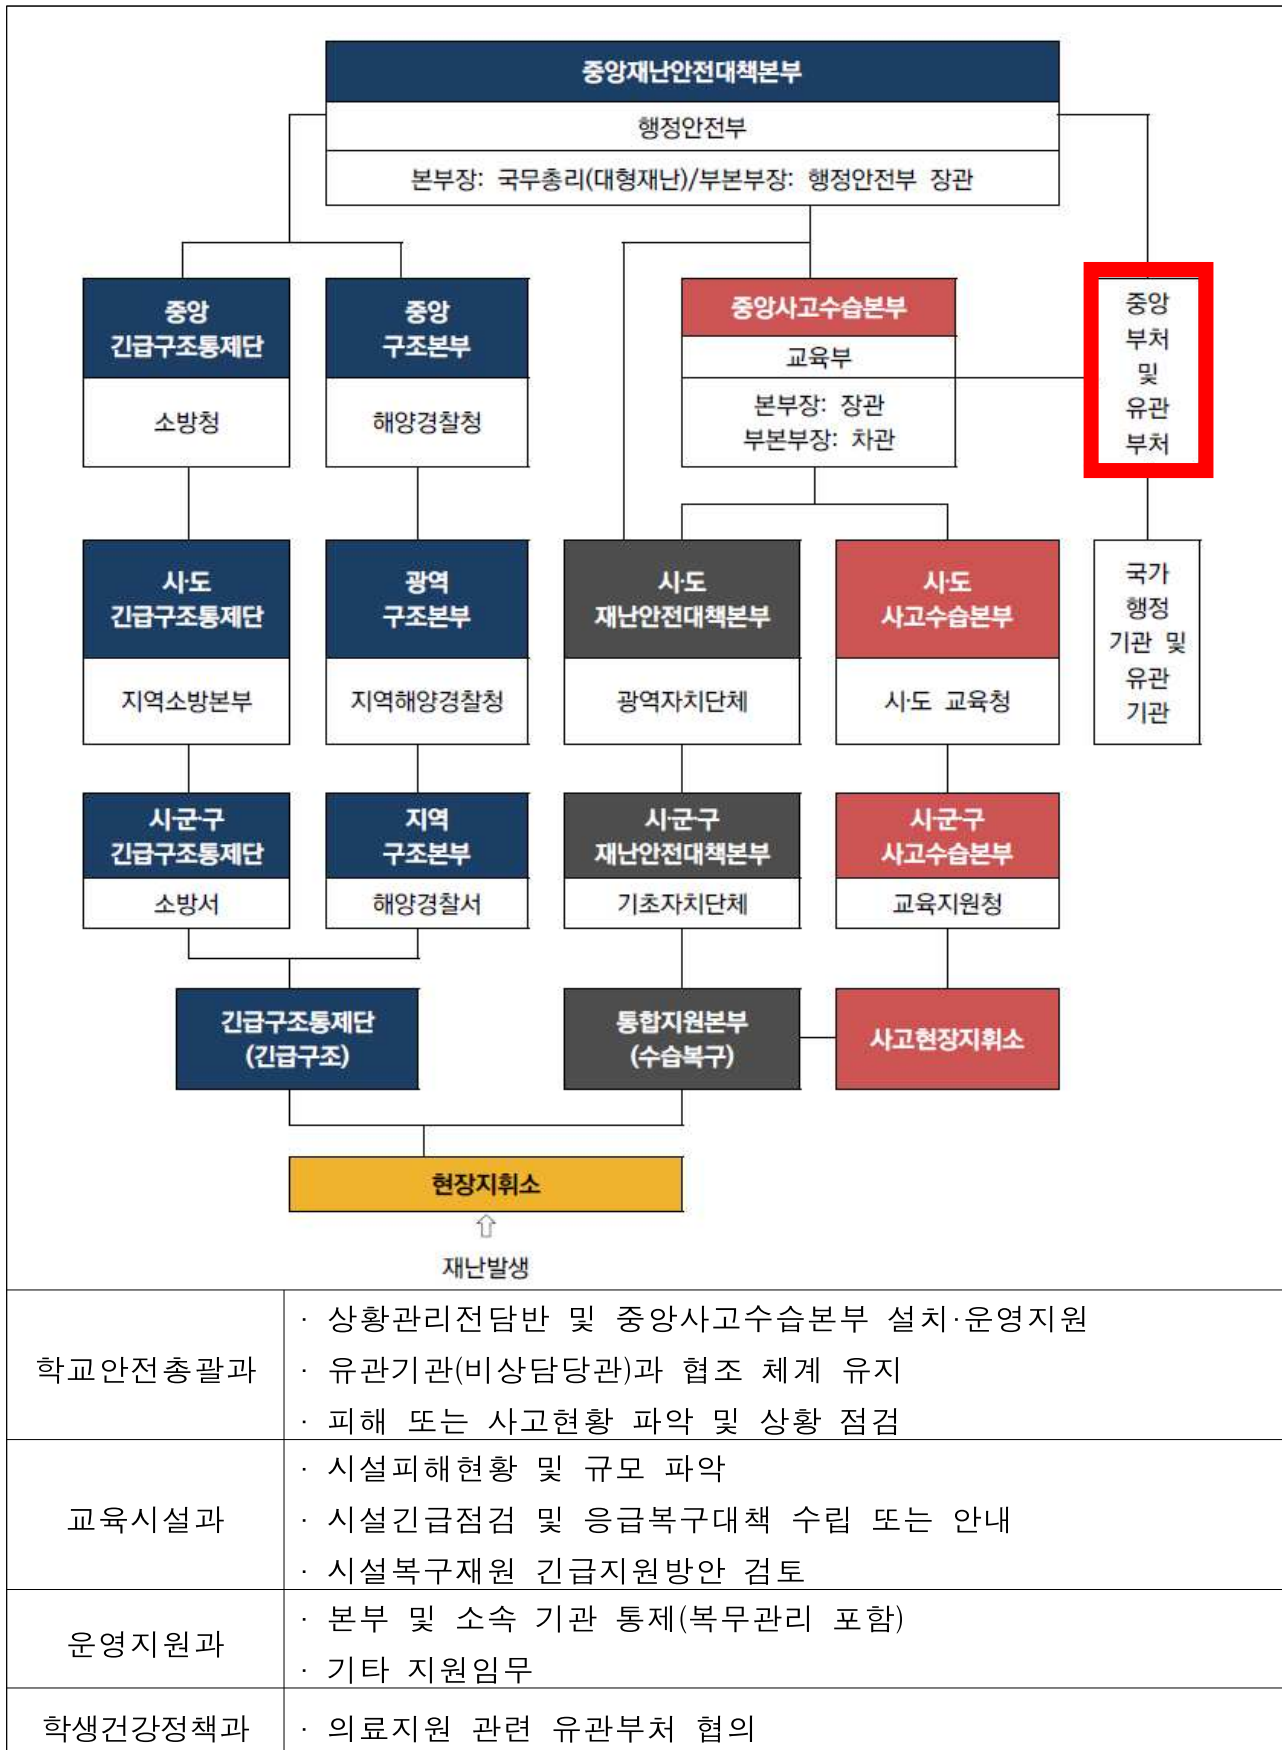 중앙재난안전대책본부
행정안전부
본부장: 국무총리(대형재난)/부본부장: 행정안전부 장관
중앙
긴급구조통제단
소방청
중앙
구조본부
해양경찰청
중앙사고수습본부
교육부
본부장: 장관
부본부장: 차관
중앙
부처
및
유관
부처
시·도
긴급구조통제단
지역소방본부
광역
구조본부
지역해양경찰청
시·도
재난안전대책본부
광역자치단체
시·도
사고수습본부
시·도 교육청
국가
행정
기관 및
유관
기관
시·군·구
긴급구조통제단
소방서
지역
구조본부
해양경찰서
시·군·구
재난안전대책본부
기초자치단체
시·군·구
사고수습본부
교육지원청
긴급구조통제단
(긴급구조)
통합지원본부
(수습복구)
사고현장지휘소
현장지휘소
⇧
재난발생
학교안전총괄과
· 상황관리전담반 및 중앙사고수습본부 설치·운영지원
· 유관기관(비상담당관)과 협조 체계 유지
· 피해 또는 사고현황 파악 및 상황 점검
교육시설과
· 시설피해현황 및 규모 파악
· 시설긴급점검 및 응급복구대책 수립 또는 안내
· 시설복구재원 긴급지원방안 검토
운영지원과
· 본부 및 소속 기관 통제(복무관리 포함)
· 기타 지원임무
학생건강정책과
· 의료지원 관련 유관부처 협의